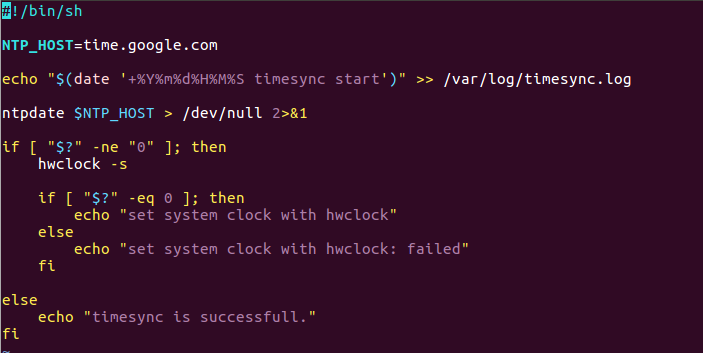 #!/bin/sh

NTP_HOST=time.google.com

echo "$(date '+%Y%m%d%H%M%S timesync start')" >> /var/log/timesync.log

ntpdate $NTP_HOST > /dev/null 2>&1

if [ "$?" -ne "0" ]; then
    hwclock -s

    if [ "$?" -eq 0 ]; then
        echo "set system clock with hwclock"
    else
        echo "set system clock with hwclock: failed"
    fi

else
    echo "timesync is successfull."
fi
~